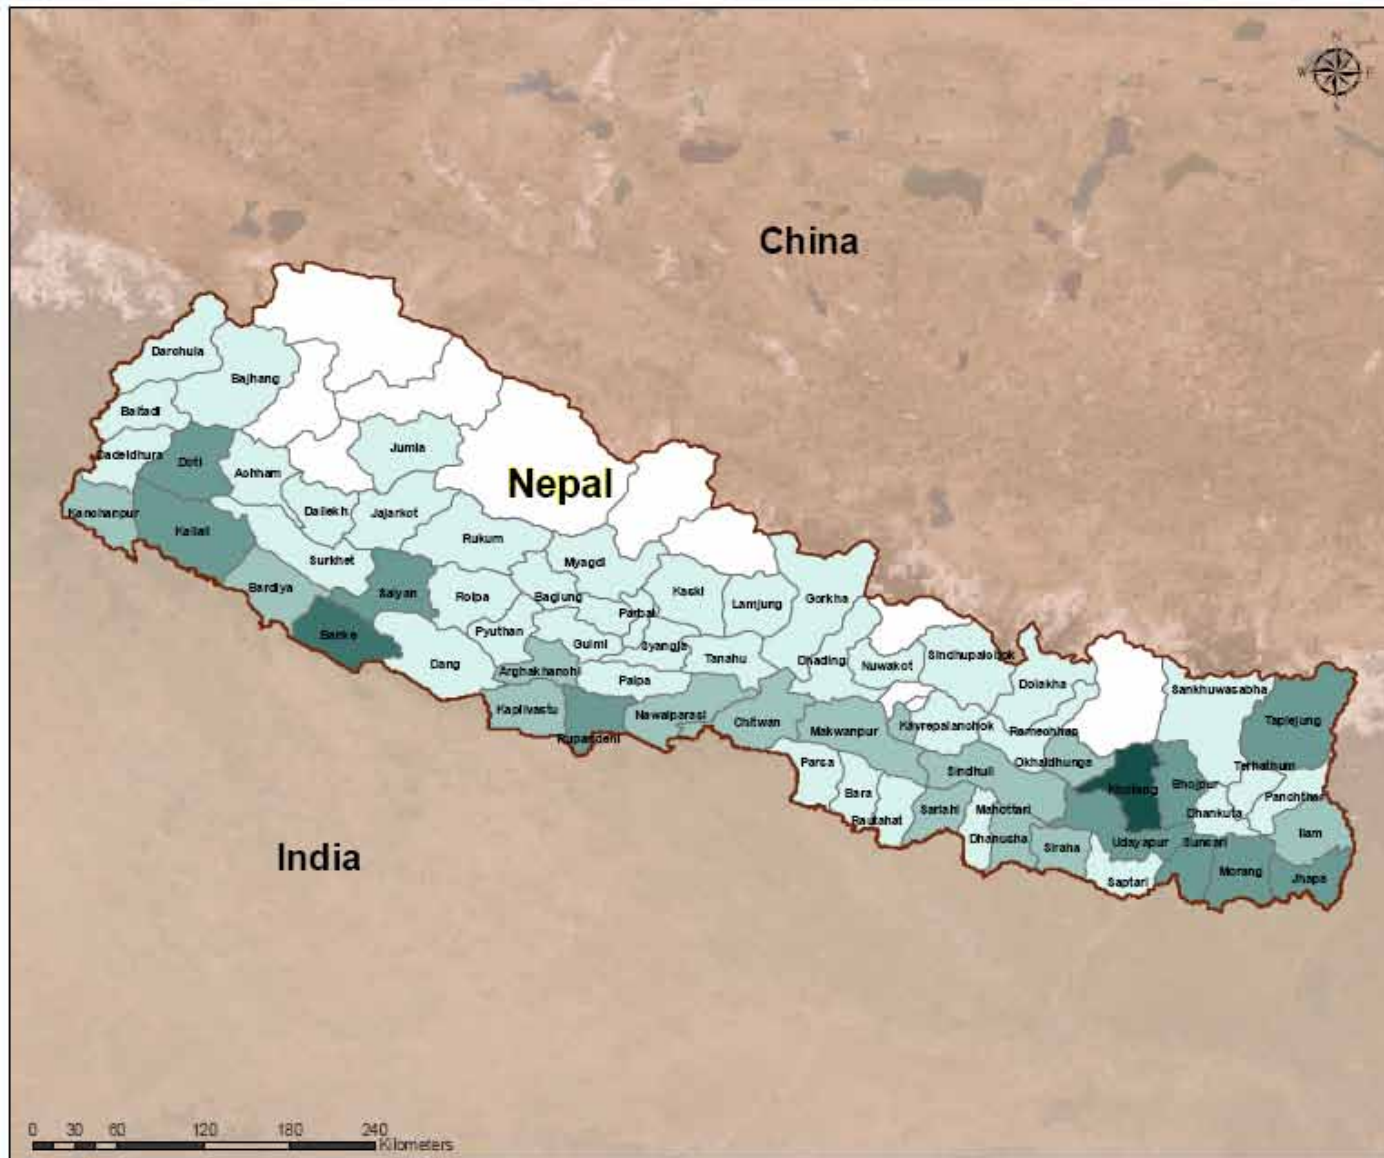 N
W E
S
China
Darchula
Bajhang
Baitadi
Jumla
Dadeldhura
Doti
Achham
Nepal
Kanchanpur
Dailekh
Jajarkot
Kailali
Rukum
Surkhet
Myagdi
Bardiya
Salyan
Rolpa
Baglung
Kaski
Lamjung
Gorkha
Parbat
Banke
Pyuthan
Gulmi
Syangja
Sindhupalchok
Dang
Tanahu
Dhading
Nuwakot
Arghakhanchi
Palpa
Dolakha
Sankhuwasabha
Kapilvastu
Nawalparasi
Chitwan
Makwanpur
Kavrepalanchok
Ramechhap
Taplejung
Rupandehi
Okhaldhunga
Parsa
Sindhuli
Terhathum
Bara
Khotang
Bhojpur
Panchthar
Rautahat
Sarlahi
Mahottari
Dhankuta
Dhanusha
Siraha
Udayapur
Sunsari
Ilam
India
Saptari
Morang
Jhapa
0 30 60 120 180 240
Kilometers